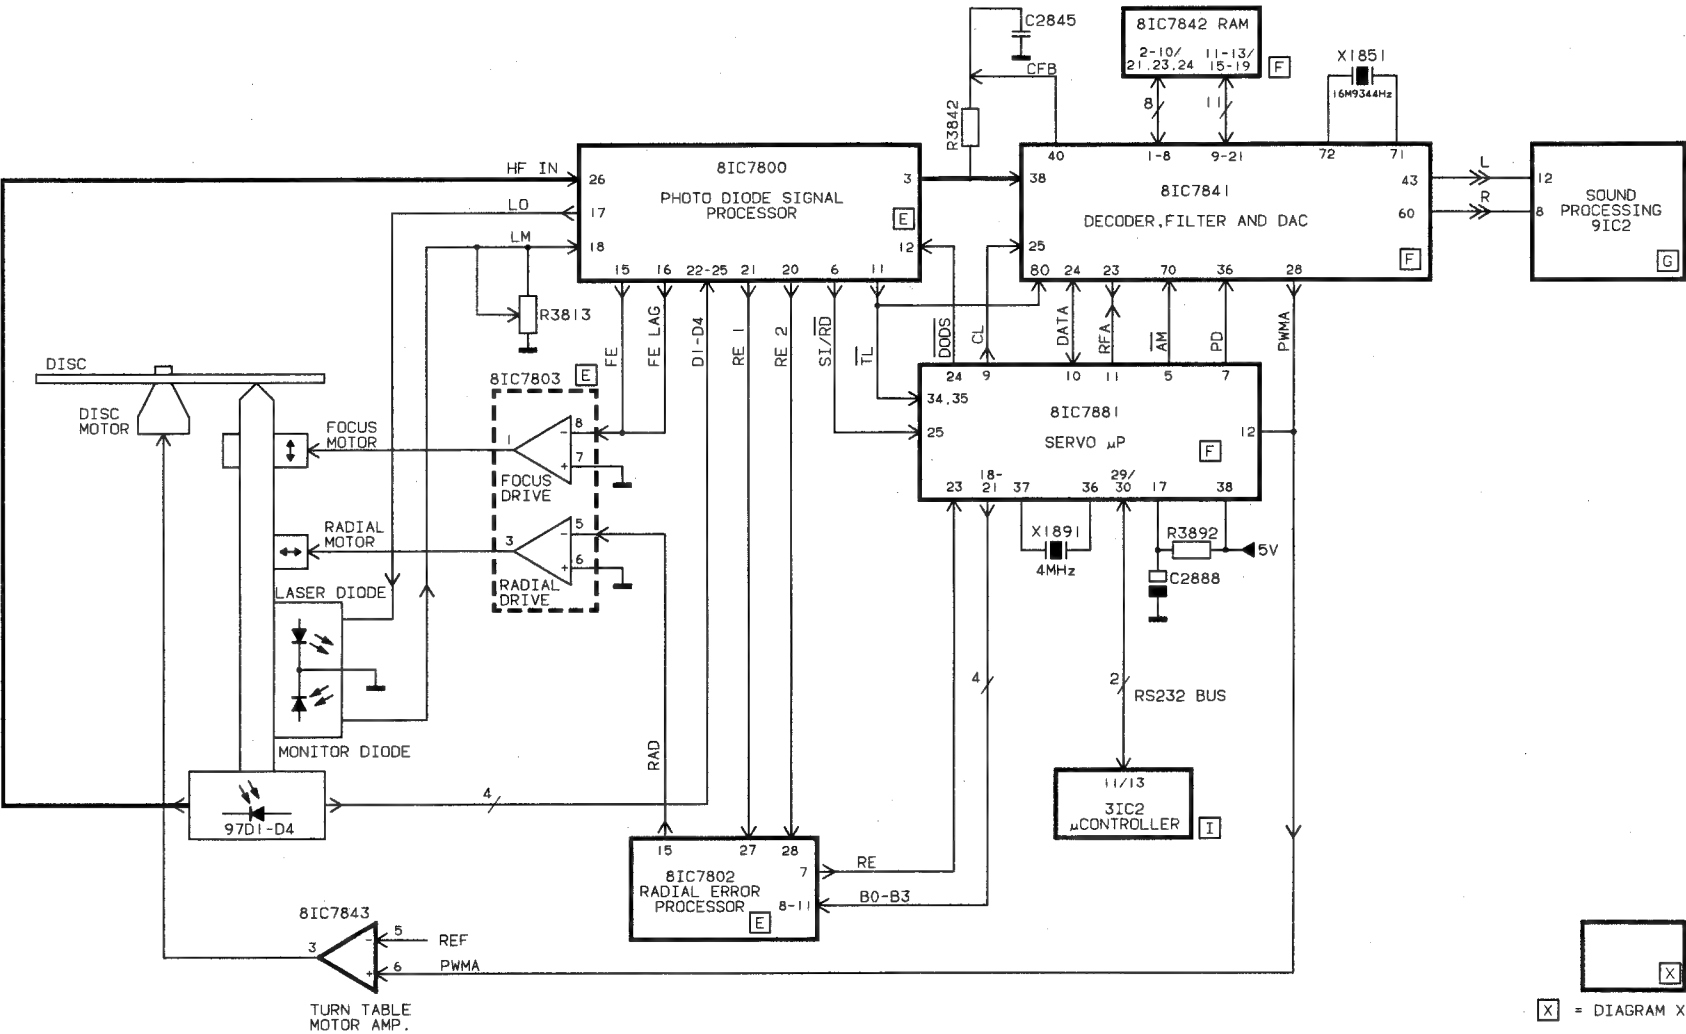 C2845
CFB
R3842
8IC7842 RAM
2-10/
21.23.24
11-13/
15-19
F
8
11
X1851
16M9344Hz
HF IN
LO
LM
26
17
18
8IC7800
PHOTO DIODE SIGNAL
PROCESSOR
3
E
12
15
16
22-25
21
20
6
11
40
1-8
9-21
72
71
38
25
8IC7841
DECODER,FILTER AND DAC
43
60
F
80
24
23
70
36
28
L
R
12
8
SOUND
PROCESSING
9IC2
G
R3813
FE
FE LAG
D1-D4
RE 1
RE 2
SI/RD
TL
DODS
CL
DATA
RFA
AM
PD
PWMA
DISC
DISC
MOTOR
FOCUS
MOTOR
RADIAL
MOTOR
8IC7803
E
1
8
7
-
+
FOCUS
DRIVE
3
5
6
-
+
RADIAL
DRIVE
24
9
10
11
5
7
34,35
25
8IC7881
SERVO µP
12
F
23
18-
21
37
36
29/
30
17
38
X1891
4MHz
R3892
5V
C2888
LASER DIODE
MONITOR DIODE
97D1-D4
4
RAD
4
2
RS232 BUS
11/13
3IC2
µCONTROLLER
I
15
27
28
8IC7802
RADIAL ERROR
PROCESSOR
7
8-11
E
RE
B0-B3
8IC7843
3
-
5
REF
+
6
PWMA
TURN TABLE
MOTOR AMP.
X
X = DIAGRAM X